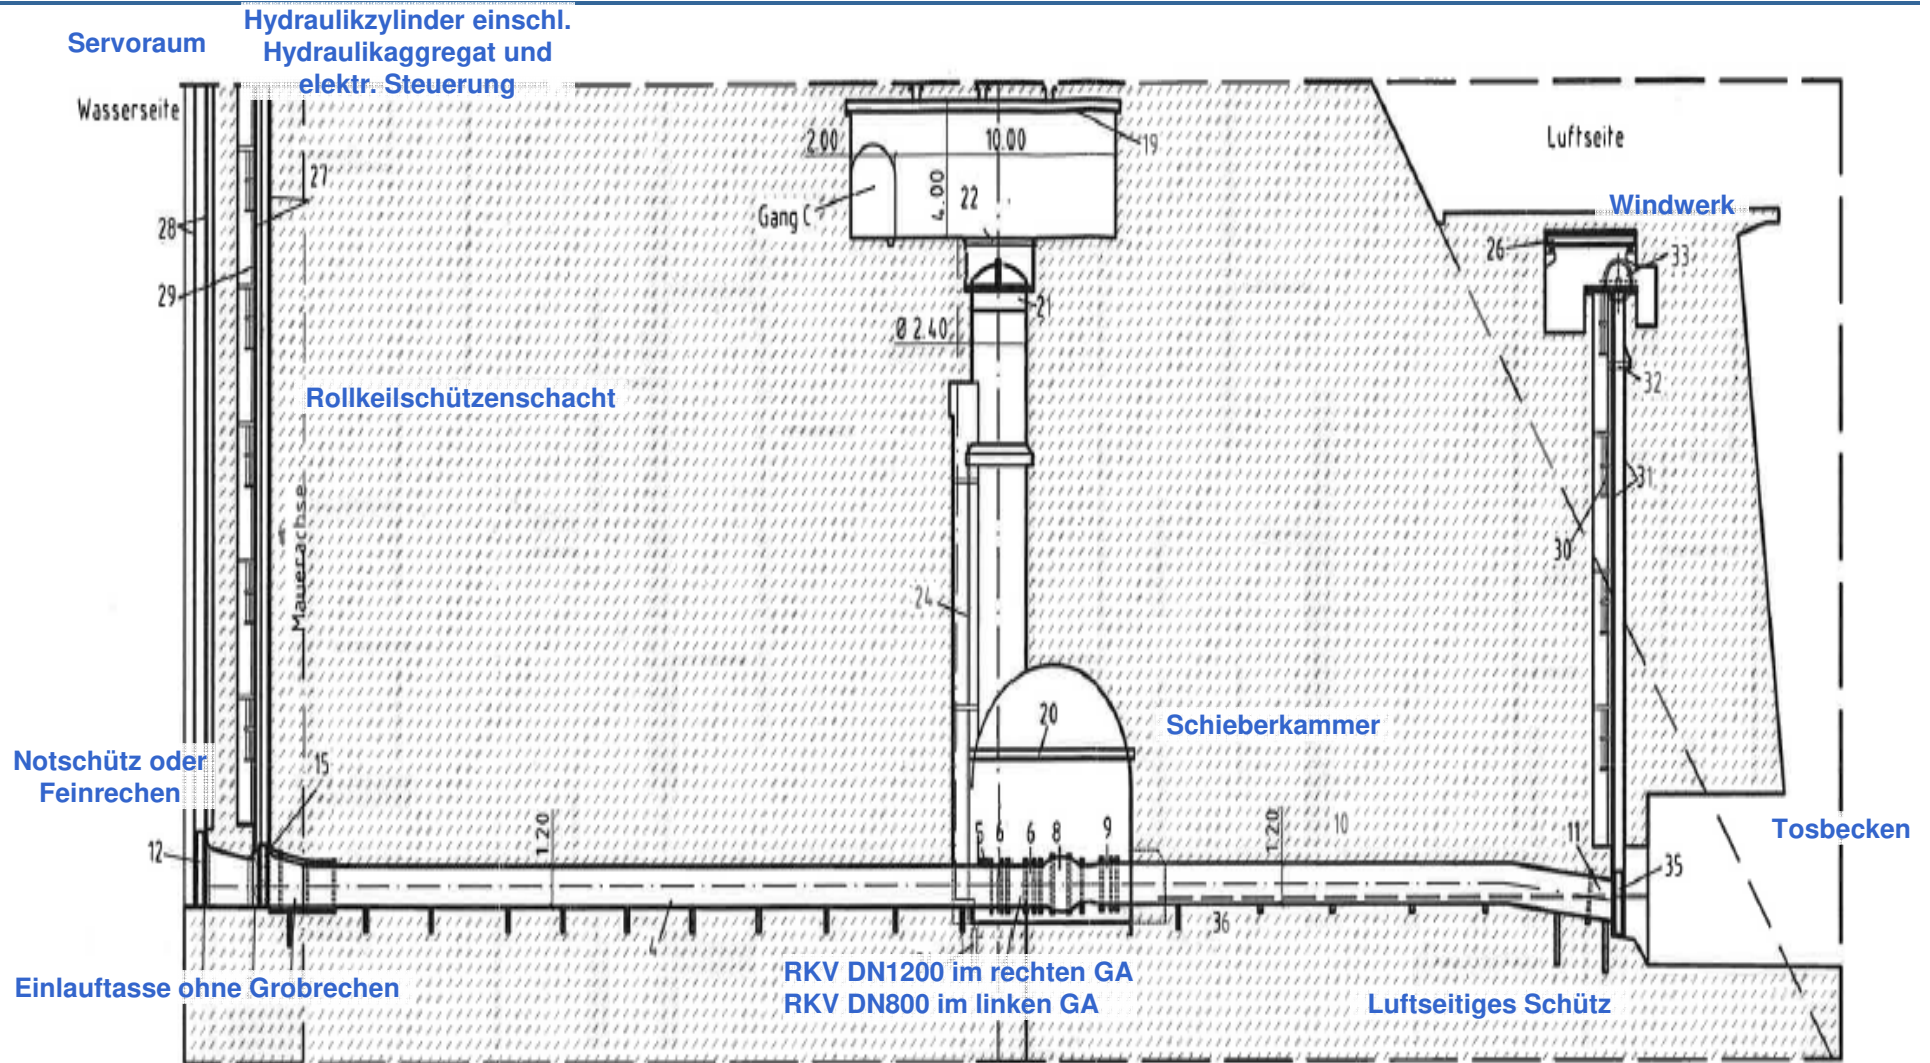 Hydraulikzylinder einschl.
Hydraulikaggregat und
elektr. Steuerung
Servoraum
Wasserseite
Luftseite
2.00
10.00
19
4.00
22
Gang C
27
28
29
Windwerk
26
33
21
Ø 2.40
32
Rollkeilschützenschacht
31
30
Mauerachse
24
20
Schieberkammer
Notschütz oder
Feinrechen
15
12
1.20
5
6
6
8
9
1.20
10
11
Tosbecken
35
36
4
RKV DN1200 im rechten GA
RKV DN800 im linken GA
Einlauftasse ohne Grobrechen
Luftseitiges Schütz